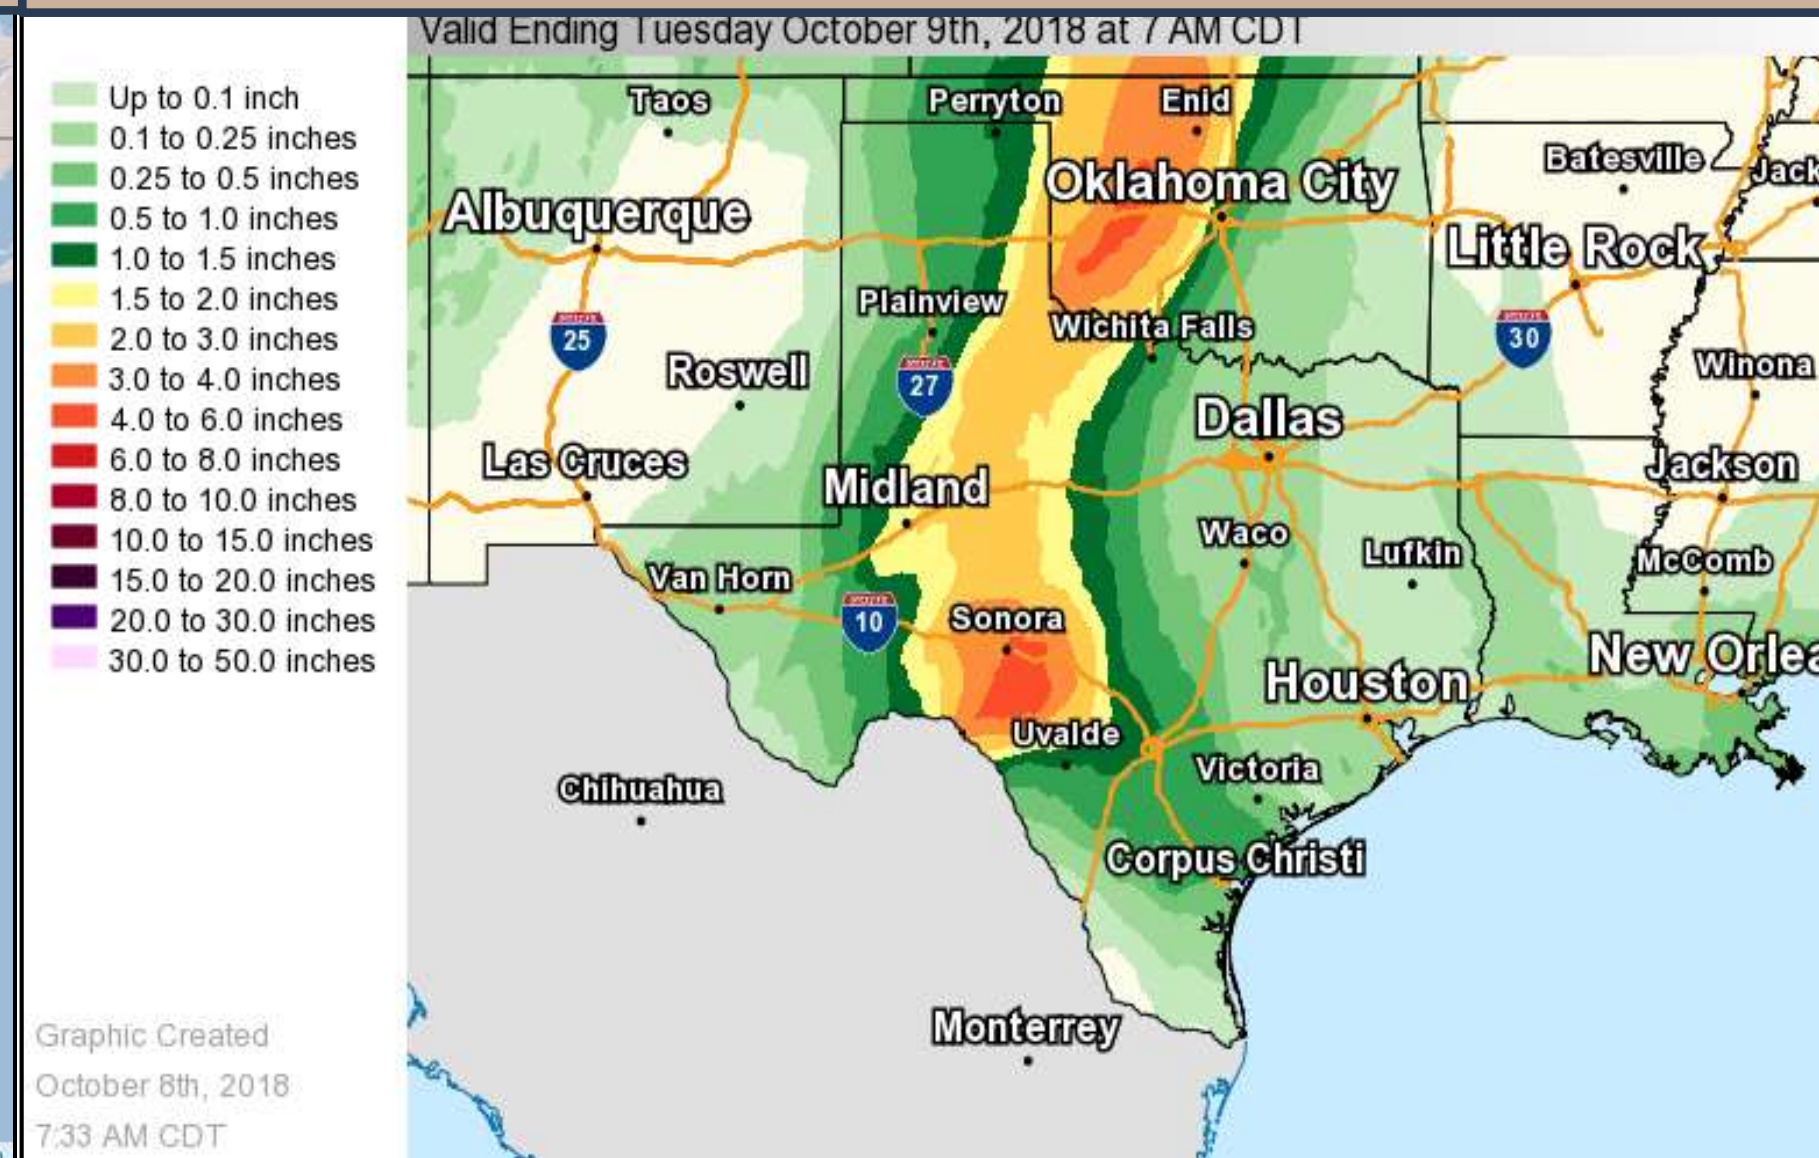 Valid Ending Tuesday October 9th, 2018 at 7 AM CDT
Up to 0.1 inch
0.1 to 0.25 inches
0.25 to 0.5 inches
0.5 to 1.0 inches
1.0 to 1.5 inches
1.5 to 2.0 inches
2.0 to 3.0 inches
3.0 to 4.0 inches
4.0 to 6.0 inches
6.0 to 8.0 inches
8.0 to 10.0 inches
10.0 to 15.0 inches
15.0 to 20.0 inches
20.0 to 30.0 inches
30.0 to 50.0 inches
Graphic Created
October 8th, 2018
7:33 AM CDT
Taos
Perryton
Enid
Batesville
Jack
Oklahoma City
Albuquerque
Little Rock
Plainview
Wichita Falls
25
30
Winona
Roswell
27
Dallas
Las Cruces
Jackson
Midland
Waco
Lufkin
McComb
Van Horn
10
Sonora
New Orlea
Houston
Uvalde
Victoria
Chihuahua
Corpus Christi
Monterrey